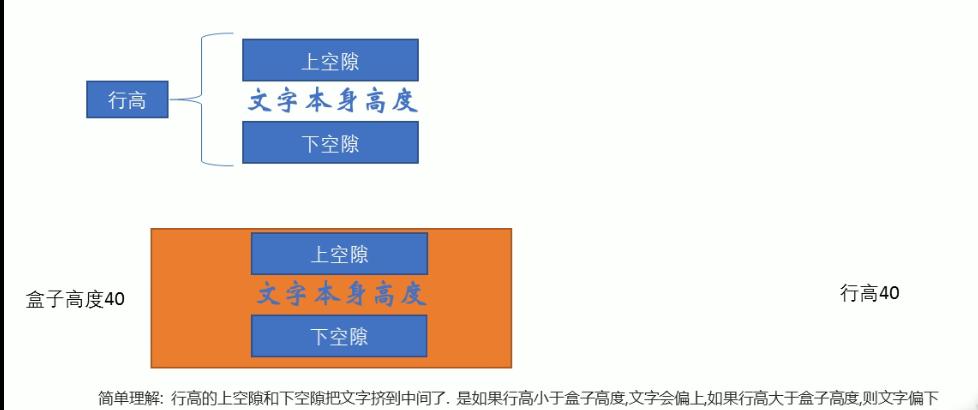 上空隙
行高
文字本身高度
下空隙
上空隙
文字本身高度
盒子高度40
行高40
下空隙
简单理解: 行高的上空隙和下空隙把文字挤到中间了. 是如果行高小于盒子高度,文字会偏上,如果行高大于盒子高度,则文字偏下